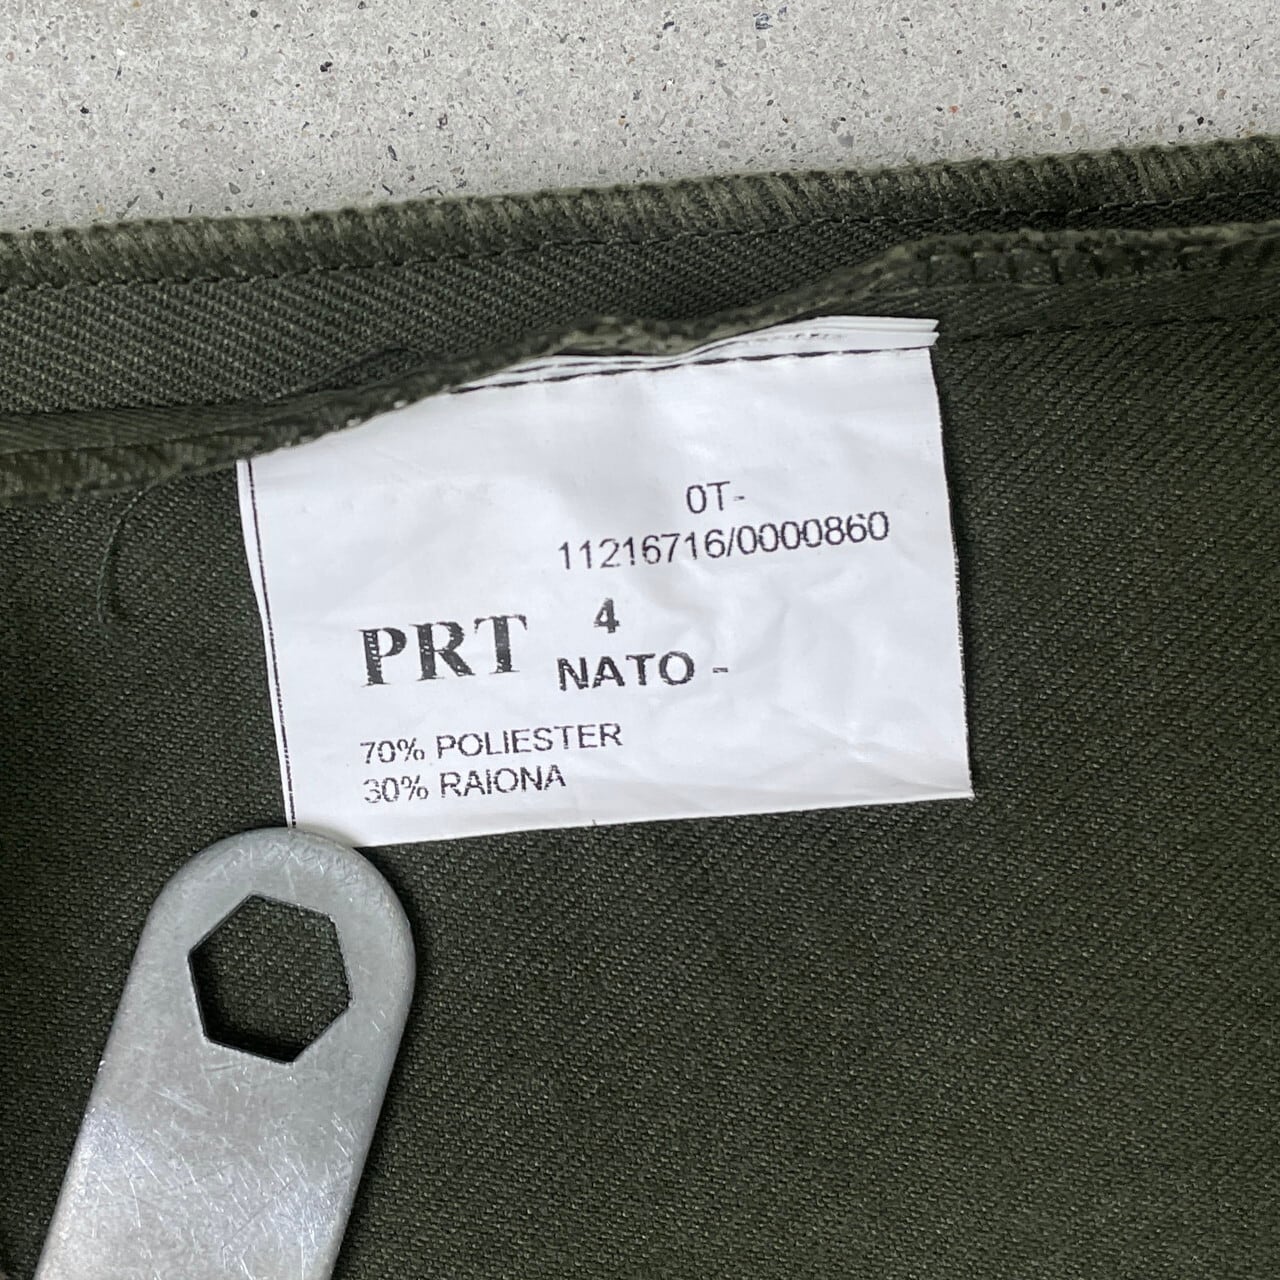 0T-
11216716/0000860
PRT 4
NATO -
70% POLIESTER
30% RAIONA